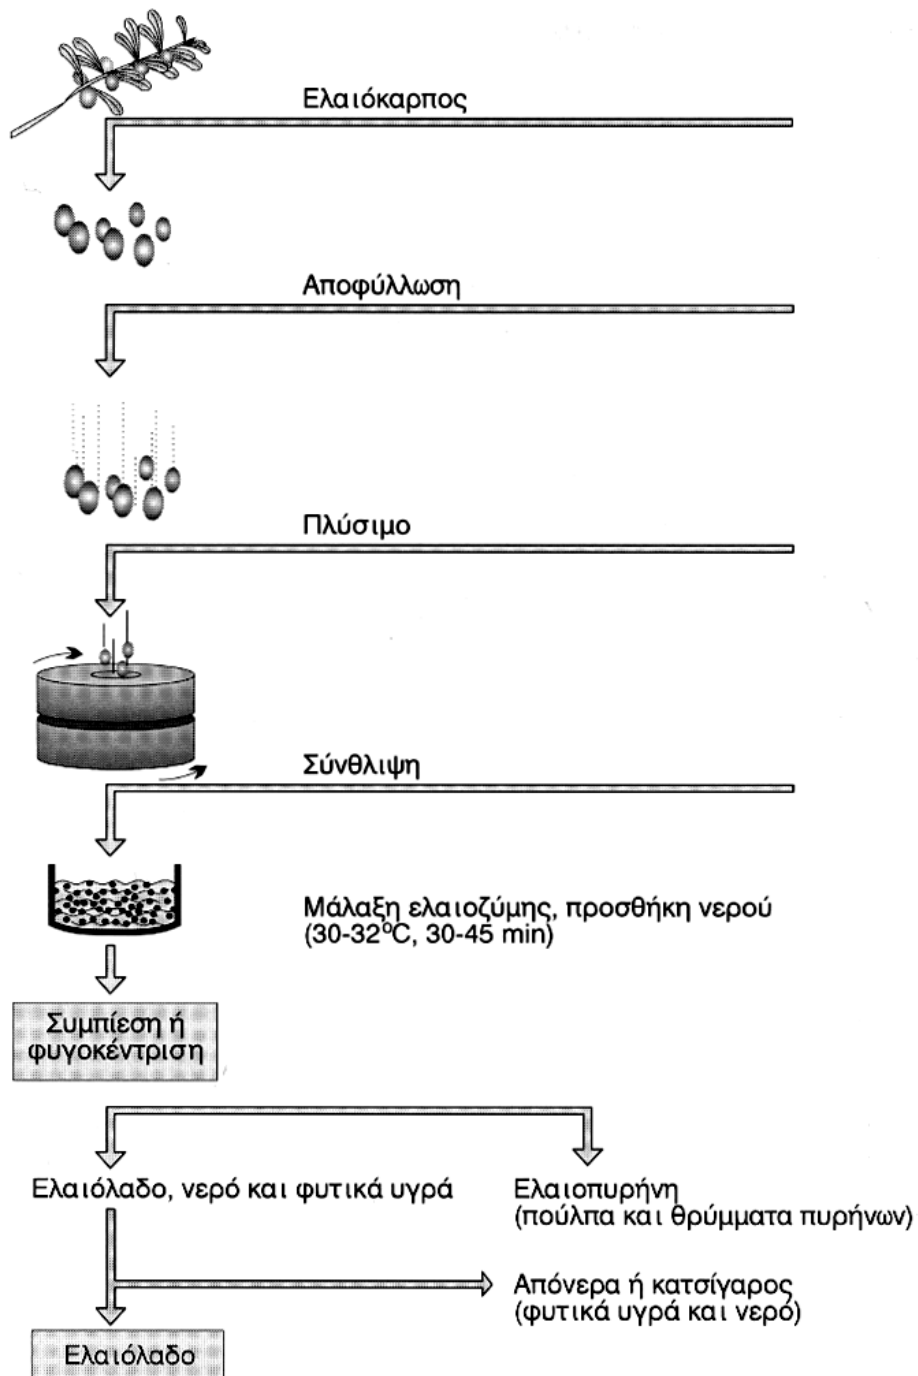 Ελαιόκαρπος
Αποφύλλωση
Πλύσιμο
Σύνθλιψη
Μάλαξη ελαιοζύμης, προσθήκη νερού
(30-32°C, 30-45 min)
Συμπίεση ή
φυγοκέντριση
Ελαιόλαδο, νερό και φυτικά υγρά
Ελαιοπυρήνη
(πούλπα και θρύμματα πυρήνων)
Απόνερα ή κατσίγαρος
(φυτικά υγρά και νερό)
Ελαιόλαδο